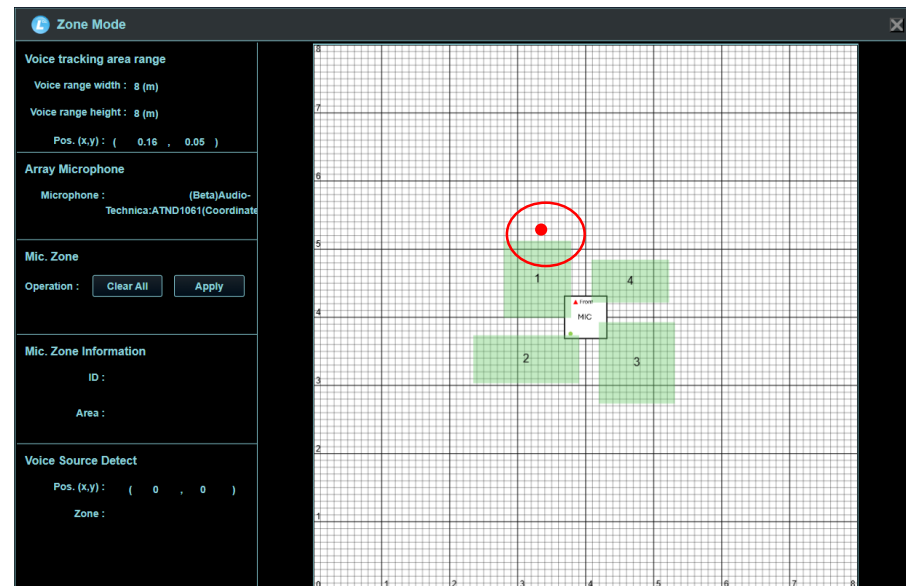 Zone Mode
Voice tracking area range
Voice range width : 8 (m)
Voice range height : 8 (m)
Pos. (x,y) : ( 0.16 , 0.05 )
Array Microphone
Microphone : (Beta)Audio-
Technica:ATND1061(Coordinate
Mic. Zone
Operation : Clear All Apply
Mic. Zone Information
ID :
Area :
Voice Source Detect
Pos. (x,y) : ( 0 , 0 )
Zone :
8
7
6
5
1
4
Front
MIC
4
2
3
3
2
1
0 1 2 3 4 5 6 7 8